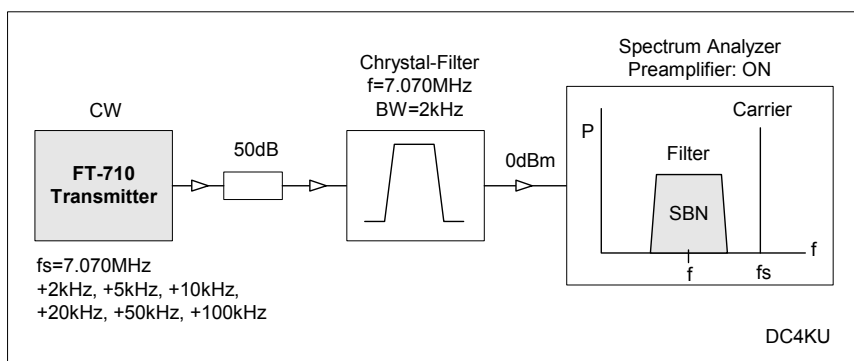 CW
FT-710
Transmitter
fs=7.070MHz
+2kHz, +5kHz, +10kHz,
+20kHz, +50kHz, +100kHz
50dB
Chrystal-Filter
f=7.070MHz
BW=2kHz
0dBm
Spectrum Analyzer
Preamplifier: ON
P
Carrier
Filter
SBN
f
f
fs
DC4KU